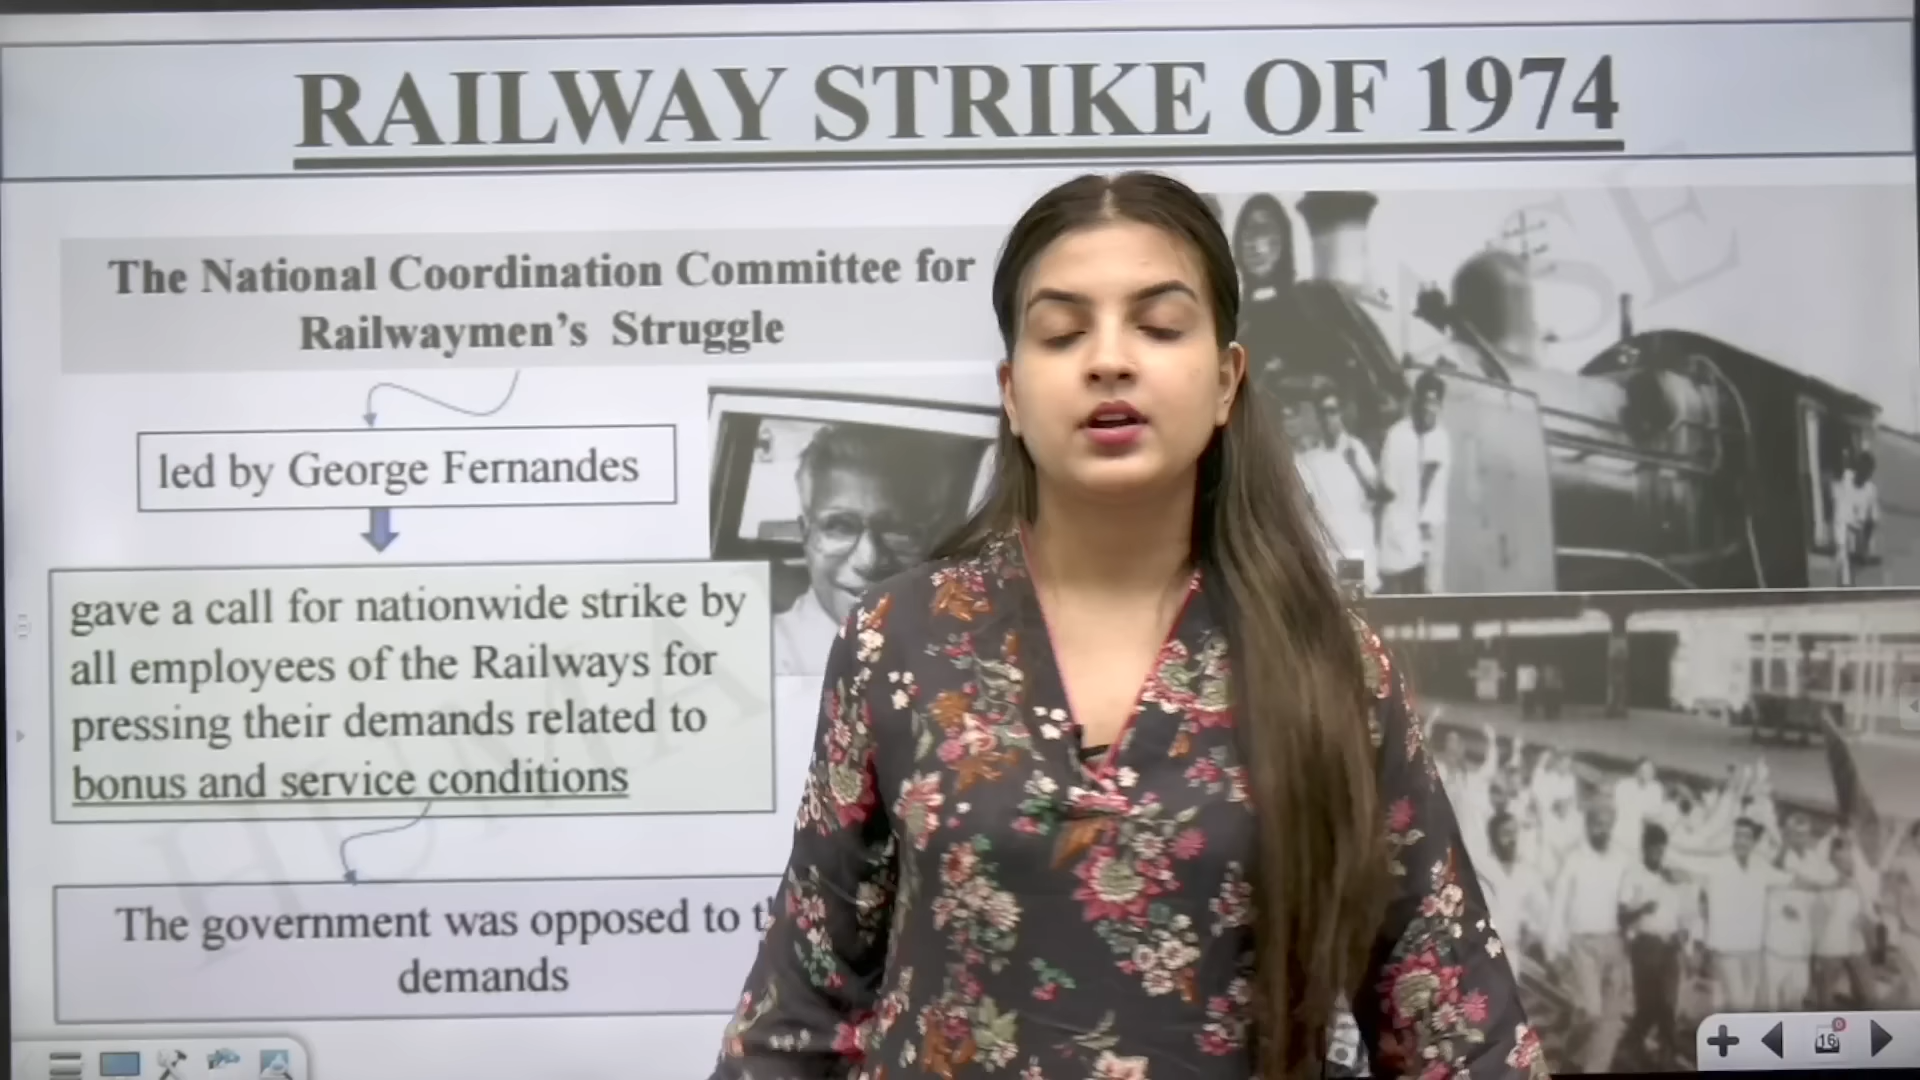 RAILWAY STRIKE OF 1974
The National Coordination Committee for
Railwaymen's Struggle
led by George Fernandes
gave a call for nationwide strike by
all employees of the Railways for
pressing their demands related to
bonus and service conditions
The government was opposed to
demands
16